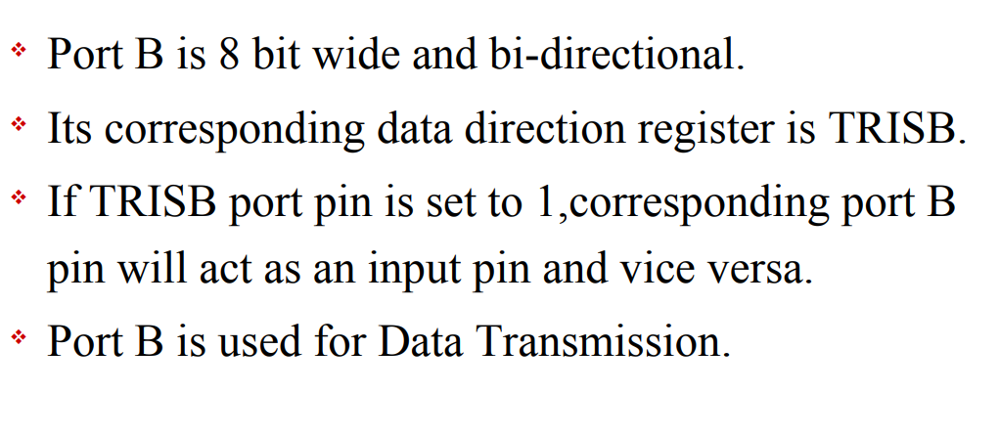 ❖ Port B is 8 bit wide and bi-directional.
❖ Its corresponding data direction register is TRISB.
❖ If TRISB port pin is set to 1,corresponding port B
pin will act as an input pin and vice versa.
❖ Port B is used for Data Transmission.